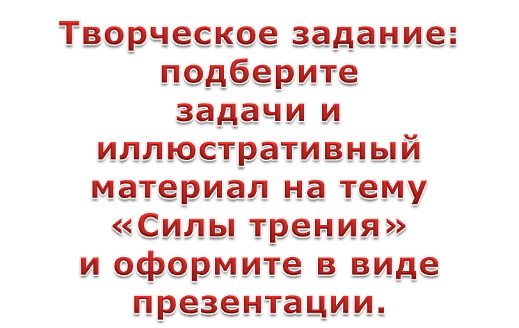 Творческое задание:
подберите
задачи и
иллюстративный
материал на тему
«Силы трения»
и оформите в виде
презентации.